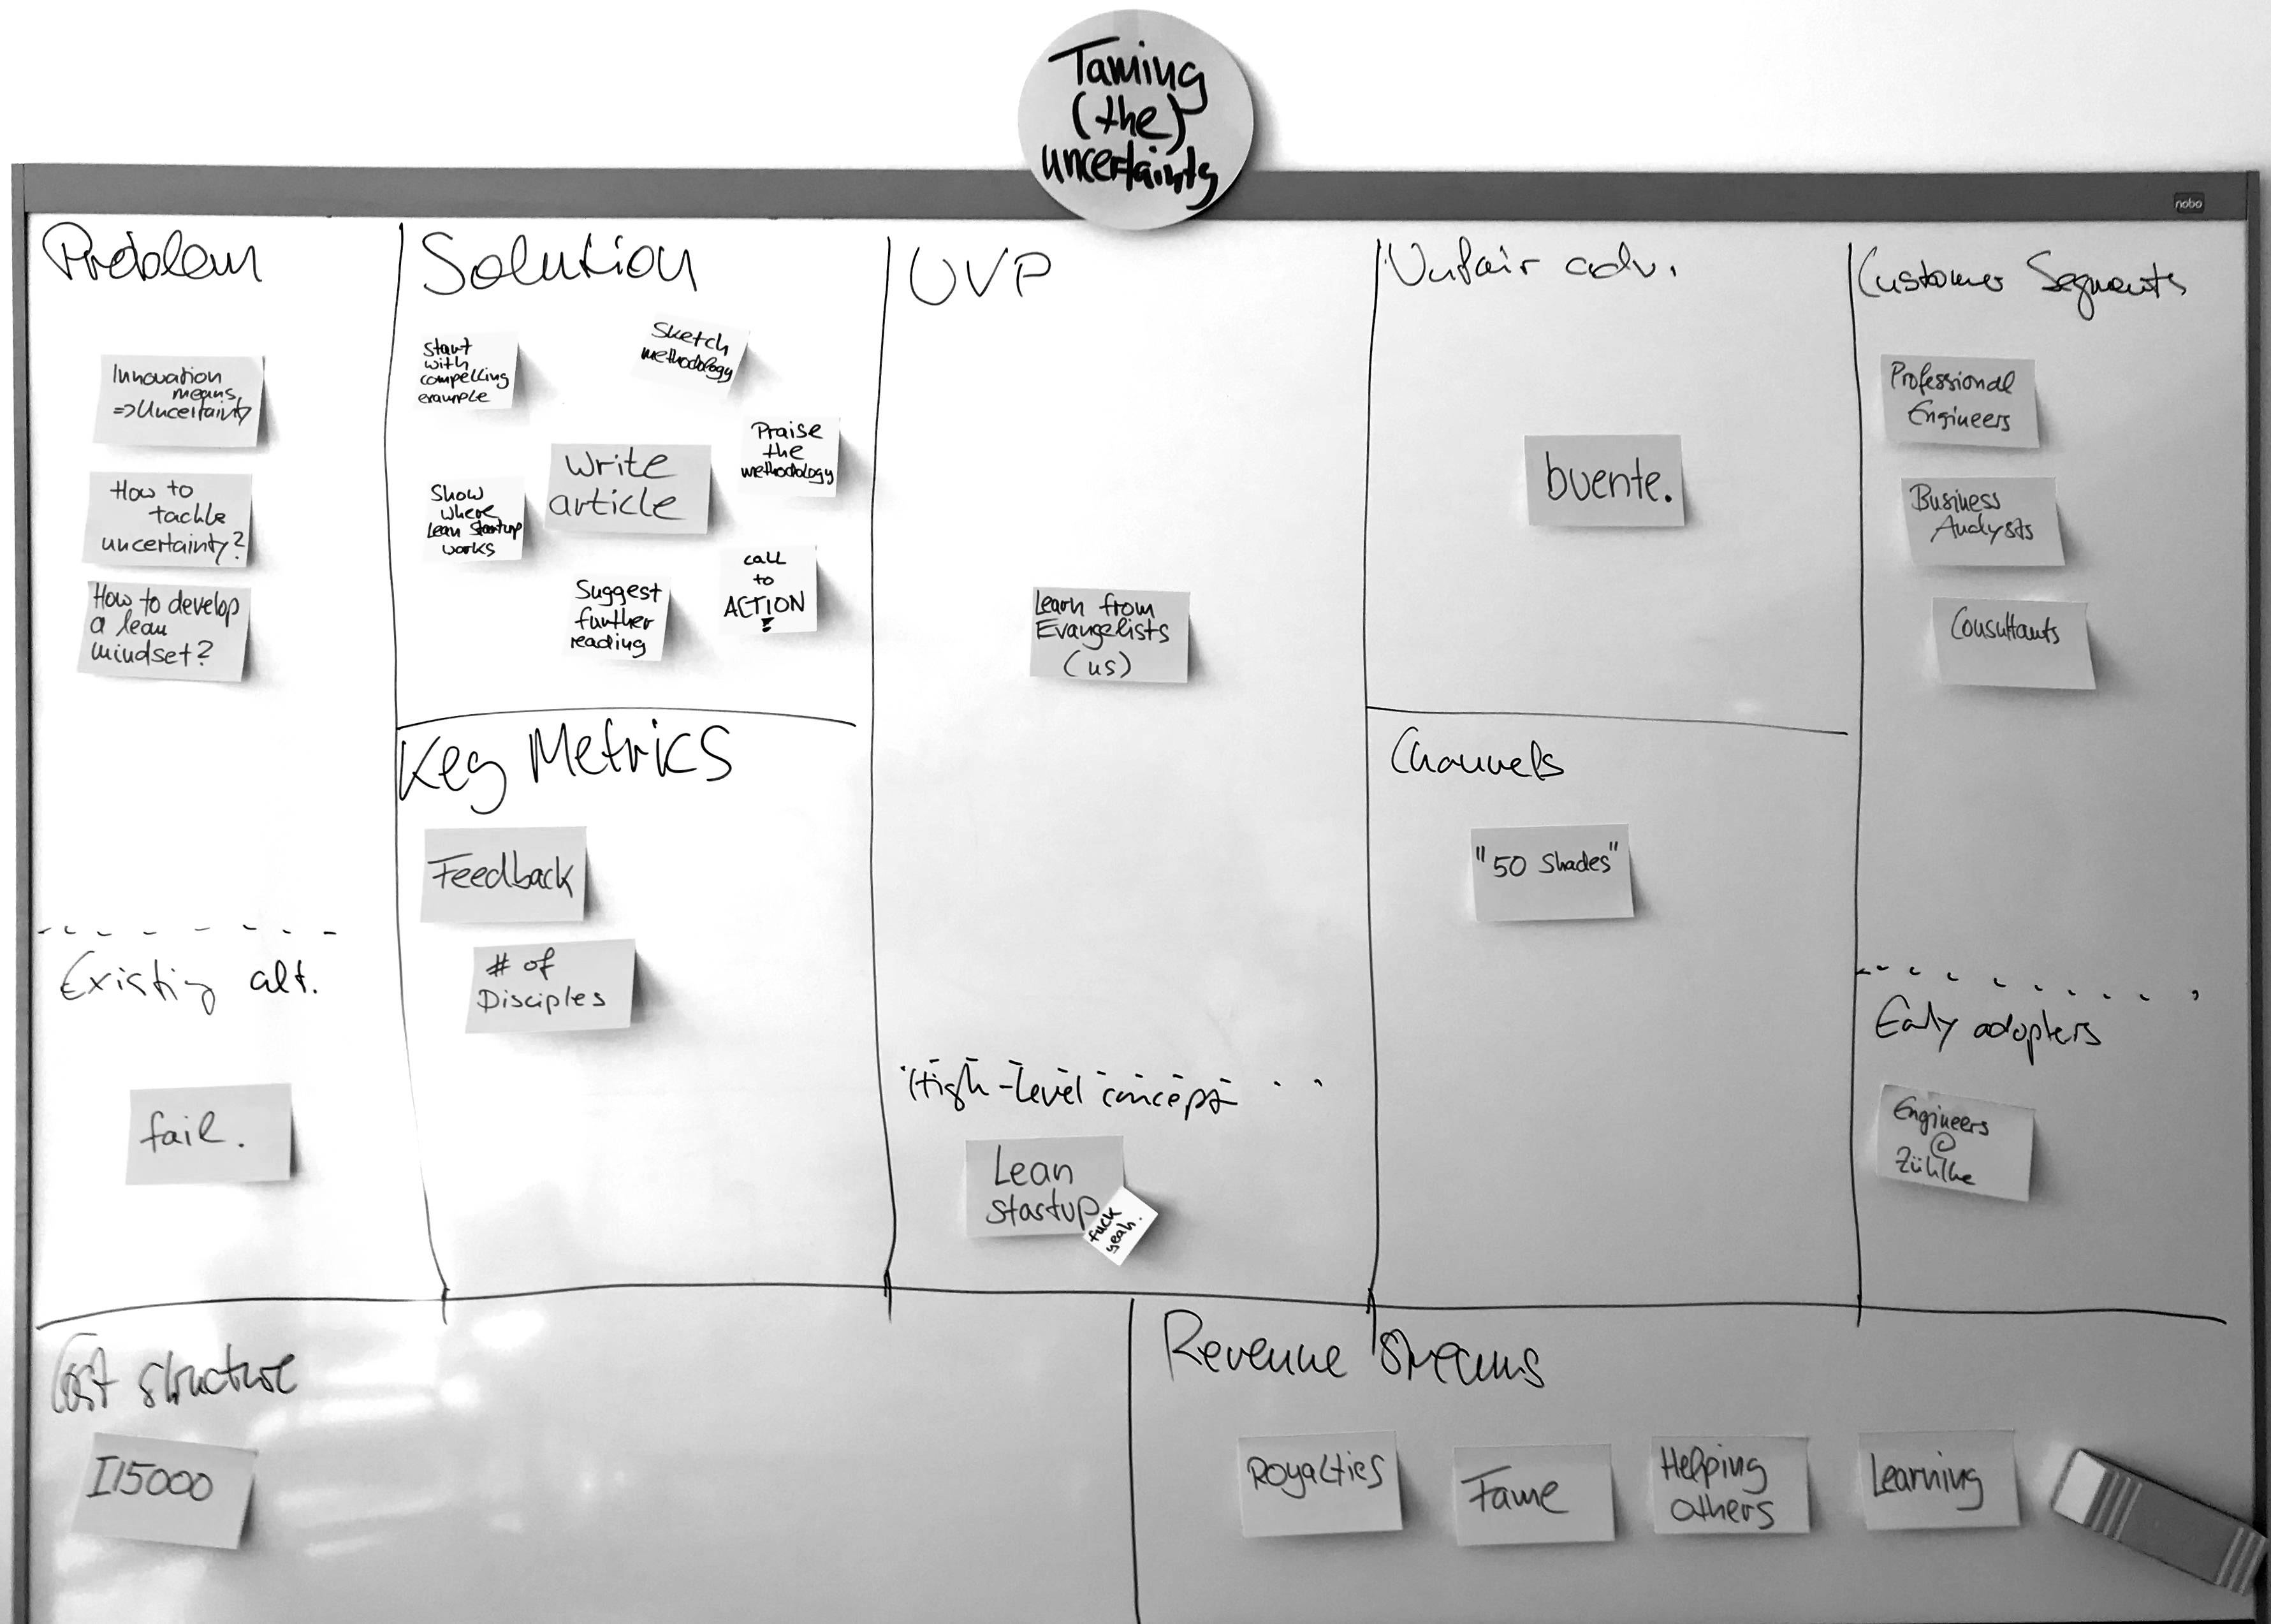 Taming
(the)
uncertainty
nobo
Problem
Innovation
means
=> Uncertainty
How to
tackle
uncertainty?
How to develop
a lean
mindset?
Existing alt.
fail.
Solution
Start
with
compelling
example
Sketch
methodology
Praise
the
methodology
Write
article
Show
where
Lean Startup
works
Suggest
further
reading
call
to
ACTION!
Key Metrics
Feedback
# of
Disciples
UVP
Learn from
Evangelists
(us)
High-Level concept
Lean
startup
fuck
yeah.
Unfair adv.
buente.
Channels
"50 Shades"
Customer Segments
Professional
Engineers
Business
Analysts
Consultants
Early adopters
Engineers
@
Zühlke
Cost structure
I15000
Revenue Streams
Royalties
Fame
Helping
others
Learning